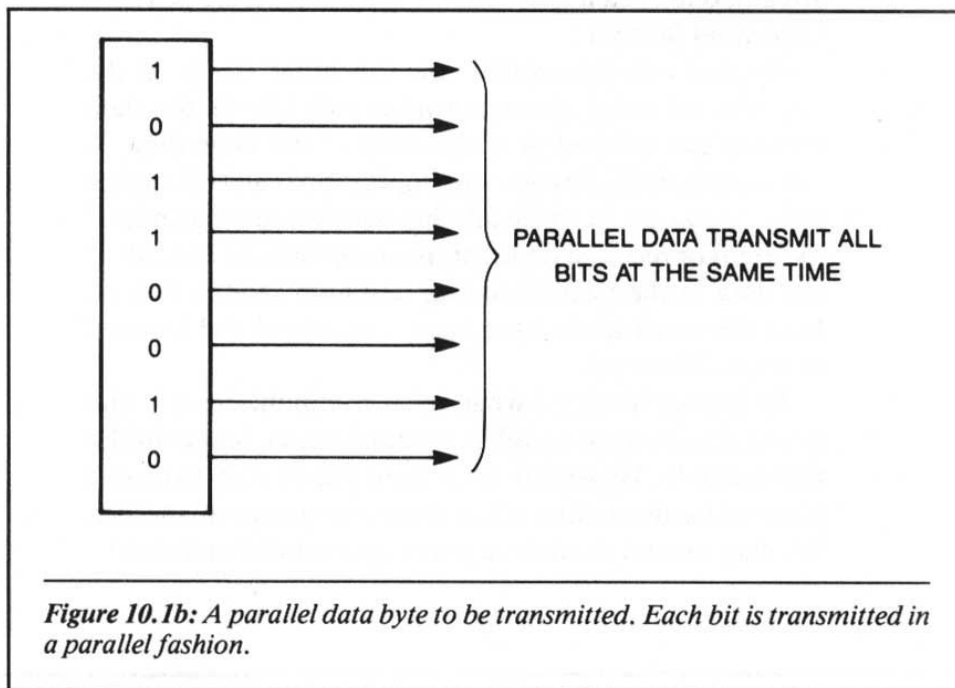 1
0
1
1
0
0
1
0
PARALLEL DATA TRANSMIT ALL
BITS AT THE SAME TIME
Figure 10.1b: A parallel data byte to be transmitted. Each bit is transmitted in
a parallel fashion.